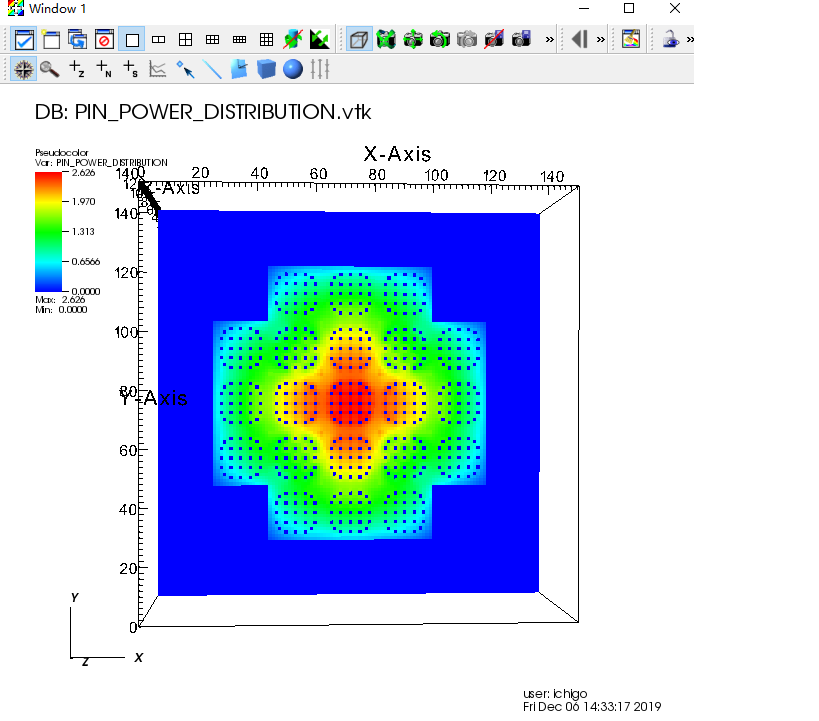 Window 1
DB: PIN_POWER_DISTRIBUTION.vtk
Pseudocolor
Var: PIN_POWER_DISTRIBUTION
2.626
1.970
1.313
0.6566
0.0000
Max: 2.626
Min: 0.0000
X-Axis
0 20 40 60 80 100 120 140
Z-Axis
140
120
100
80
Y-Axis
60
40
20
0
Y
Z
X
user: ichigo
Fri Dec 06 14:33:17 2019